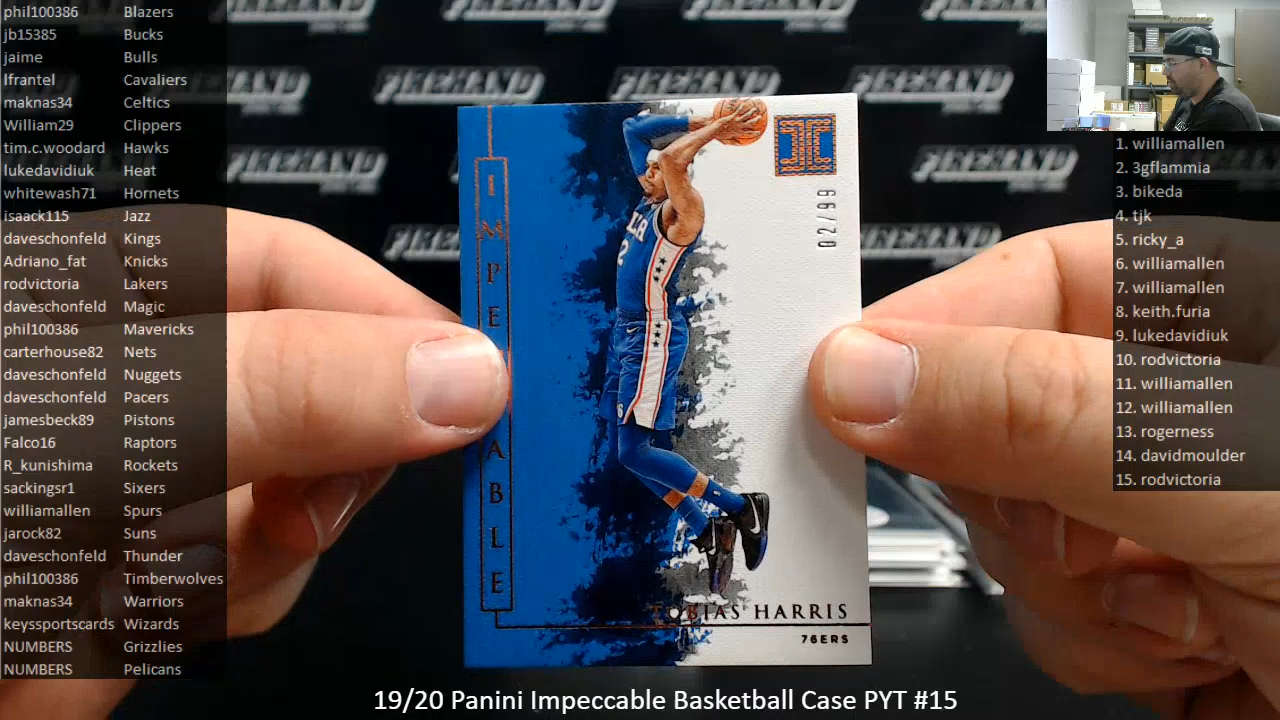 phil100386 Blazers
jb15385 Bucks
jaime Bulls
lfrantel Cavaliers
maknas34 Celtics
William29 Clippers
tim.c.woodard Hawks
lukedavidiuk Heat
whitewash71 Hornets
isaack115 Jazz
daveschonfeld Kings
Adriano_fat Knicks
rodvictoria Lakers
daveschonfeld Magic
phil100386 Mavericks
carterhouse82 Nets
daveschonfeld Nuggets
daveschonfeld Pacers
jamesbeck89 Pistons
Falco16 Raptors
R_kunishima Rockets
sackingsr1 Sixers
williamallen Spurs
jarock82 Suns
daveschonfeld Thunder
phil100386 Timberwolves
maknas34 Warriors
keyssportscards Wizards
NUMBERS Grizzlies
NUMBERS Pelicans
FIREHAND
IMPECCABLE
02/99
TOBIAS HARRIS
76ERS
1. williamallen
2. 3gflammia
3. bikeda
4. tjk
5. ricky_a
6. williamallen
7. williamallen
8. keith.furia
9. lukedavidiuk
10. rodvictoria
11. williamallen
12. williamallen
13. rogerness
14. davidmoulder
15. rodvictoria
19/20 Panini Impeccable Basketball Case PYT #15